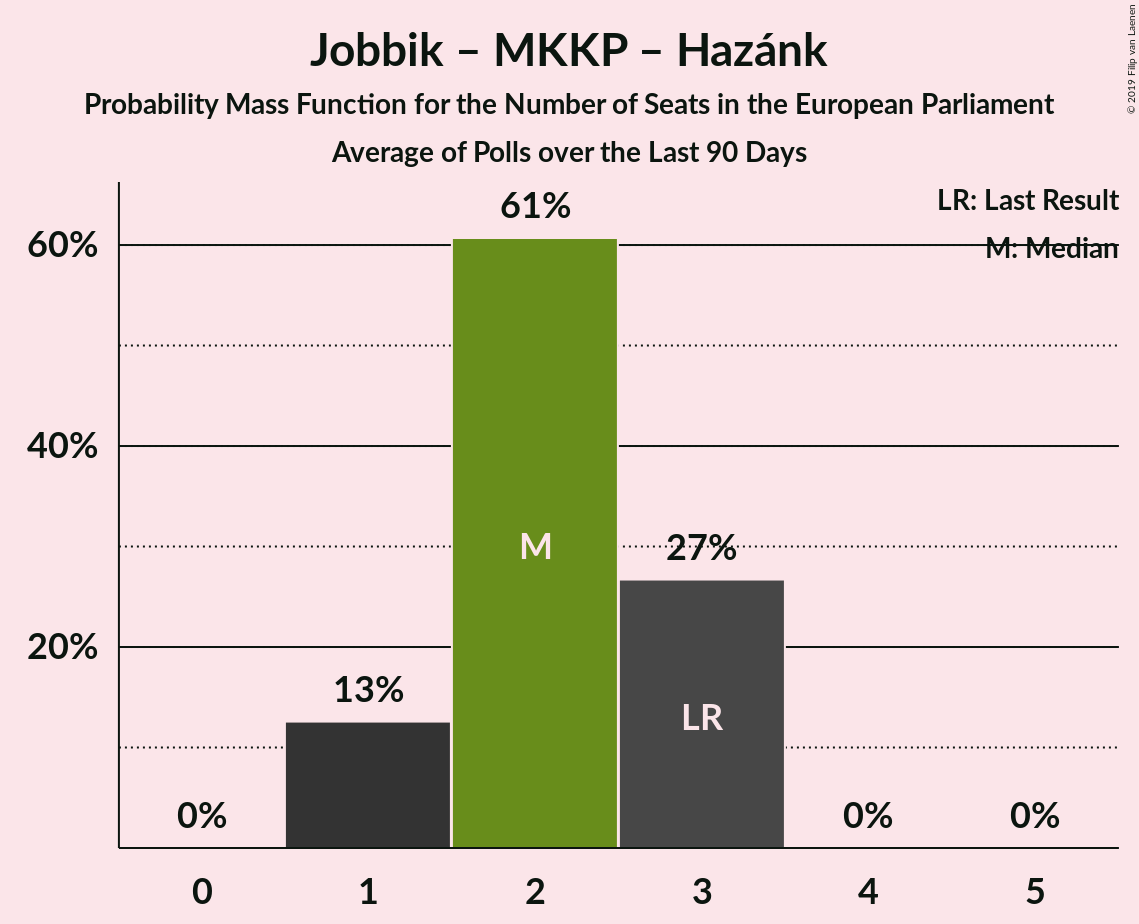 Jobbik – MKKP – Hazánk
Probability Mass Function for the Number of Seats in the European Parliament
Average of Polls over the Last 90 Days
© 2019 Filip van Laenen
LR: Last Result
M: Median
61%
60%
40%
M
27%
20%
13%
LR
0%
0%
0%
0
1
2
3
4
5